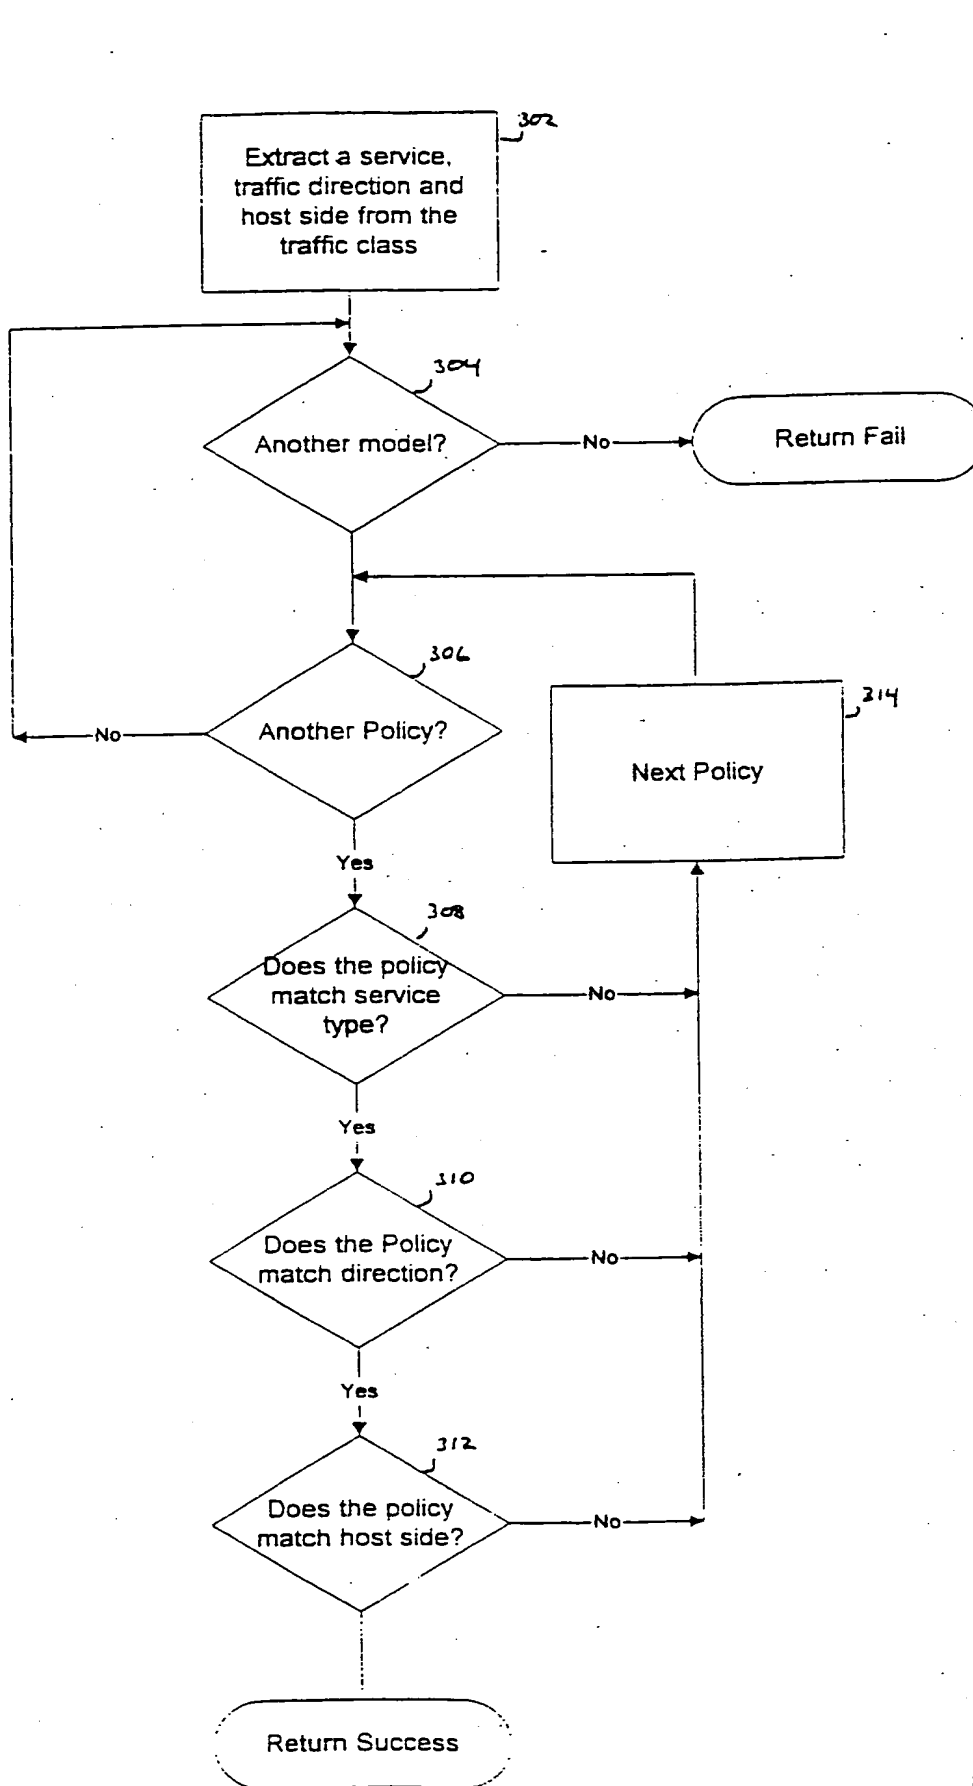 302
Extract a service,
traffic direction and
host side from the
traffic class
304
Another model?
No
Return Fail
306
Another Policy?
No
314
Next Policy
Yes
308
Does the policy
match service
type?
No
Yes
310
Does the Policy
match direction?
No
Yes
312
Does the policy
match host side?
No
Return Success